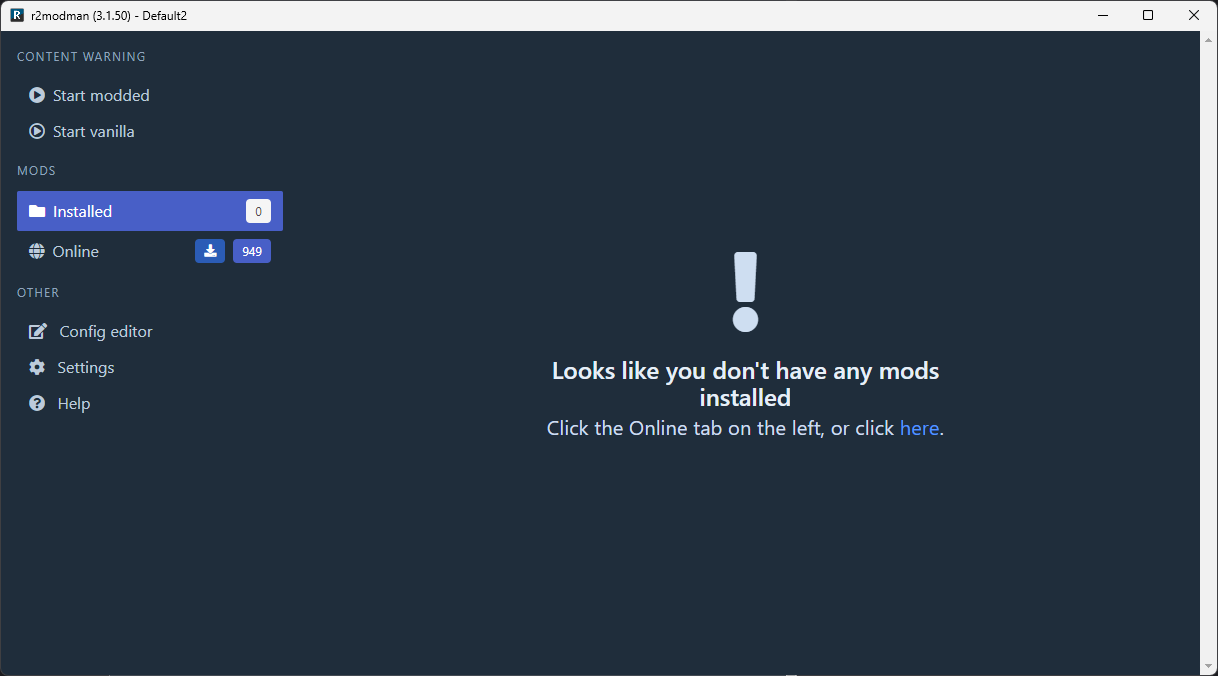 R r2modman (3.1.50) - Default2
CONTENT WARNING
Start modded
Start vanilla
MODS
Installed 0
Online 949
OTHER
Config editor
Settings
? Help
!
Looks like you don't have any mods
installed
Click the Online tab on the left, or click here.